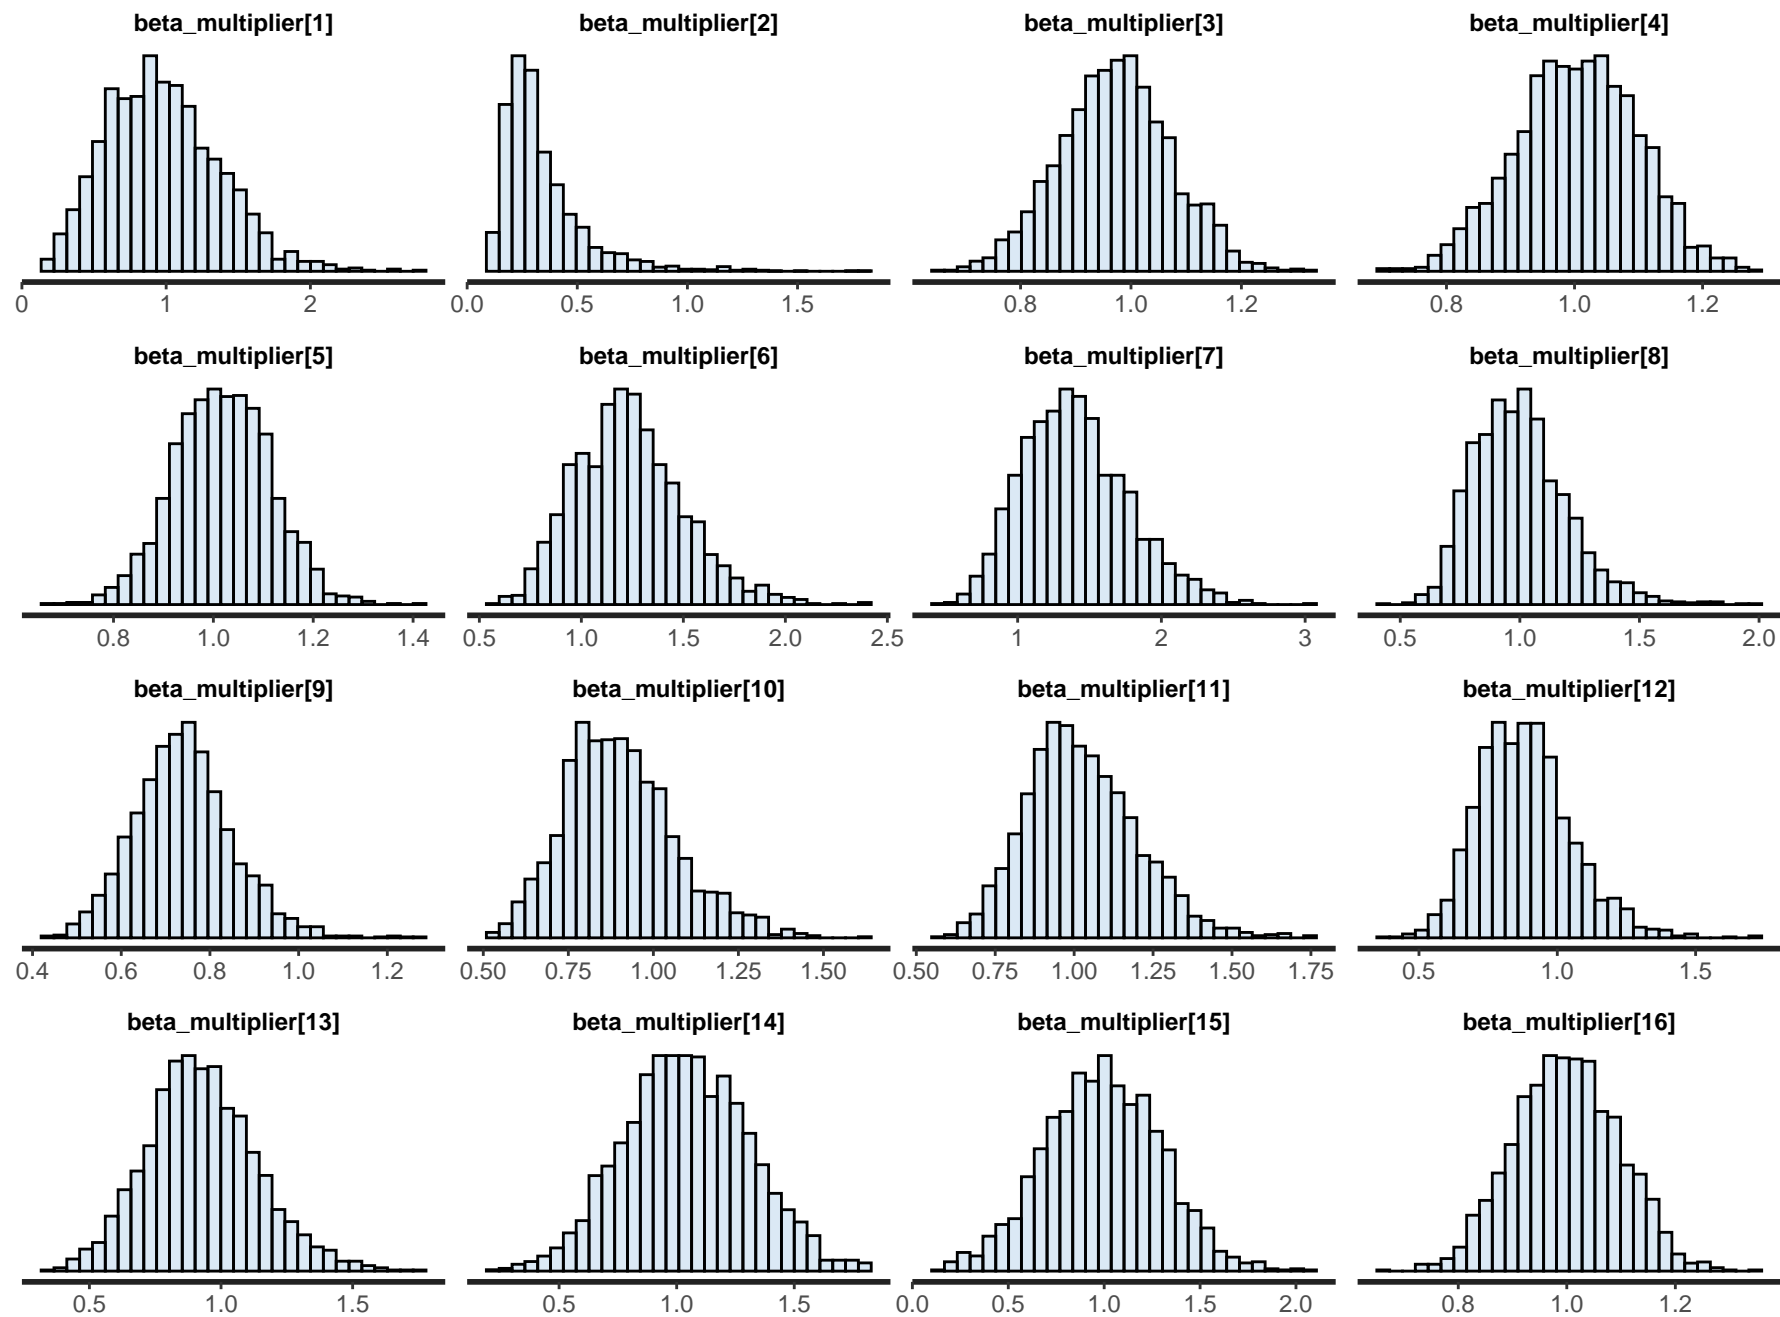 beta_multiplier[1] beta_multiplier[2] beta_multiplier[3] beta_multiplier[4]
0 1 2 0.0 0.5 1.0 1.5 0.8 1.0 1.2 0.8 1.0 1.2
beta_multiplier[5] beta_multiplier[6] beta_multiplier[7] beta_multiplier[8]
0.8 1.0 1.2 1.4 0.5 1.0 1.5 2.0 2.5 1 2 3 0.5 1.0 1.5 2.0
beta_multiplier[9] beta_multiplier[10] beta_multiplier[11] beta_multiplier[12]
0.4 0.6 0.8 1.0 1.2 0.50 0.75 1.00 1.25 1.50 0.50 0.75 1.00 1.25 1.50 1.75 0.5 1.0 1.5
beta_multiplier[13] beta_multiplier[14] beta_multiplier[15] beta_multiplier[16]
0.5 1.0 1.5 0.5 1.0 1.5 0.0 0.5 1.0 1.5 2.0 0.8 1.0 1.2